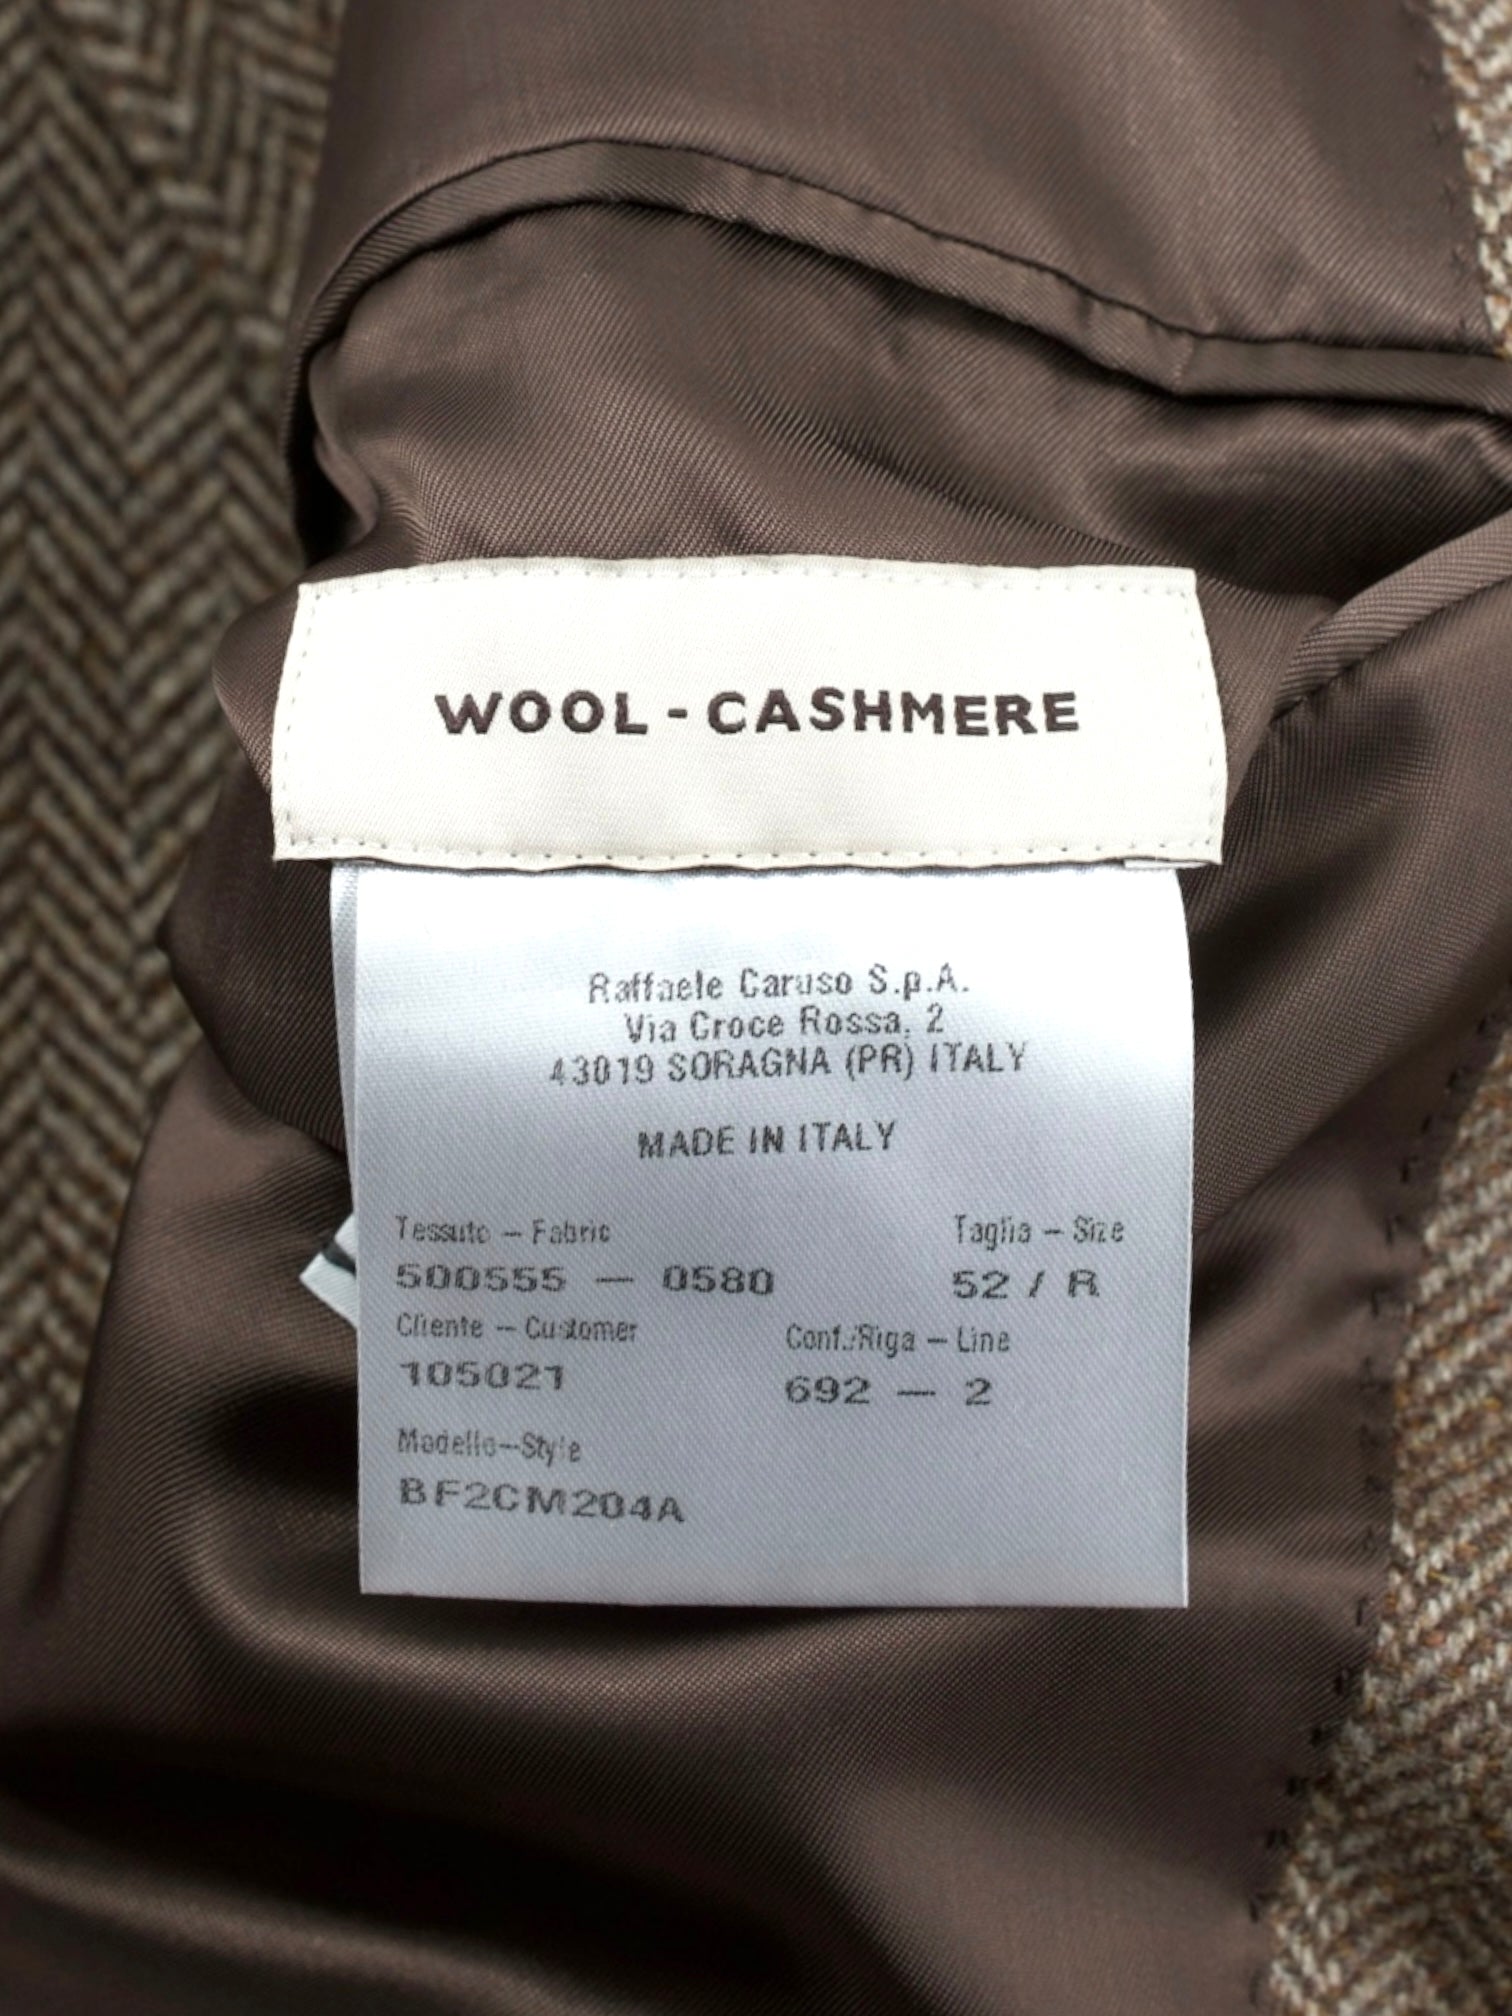 WOOL - CASHMERE
Raffaele Caruso S.p.A.
Via Croce Rossa, 2
43019 SORAGNA (PR) ITALY
MADE IN ITALY
Tessuto – Fabric
Taglia – Size
500555 — 0580
52 / R
Cliente – Customer
Conf./Riga – Line
105021
692 — 2
Modello–Style
BF2CM204A